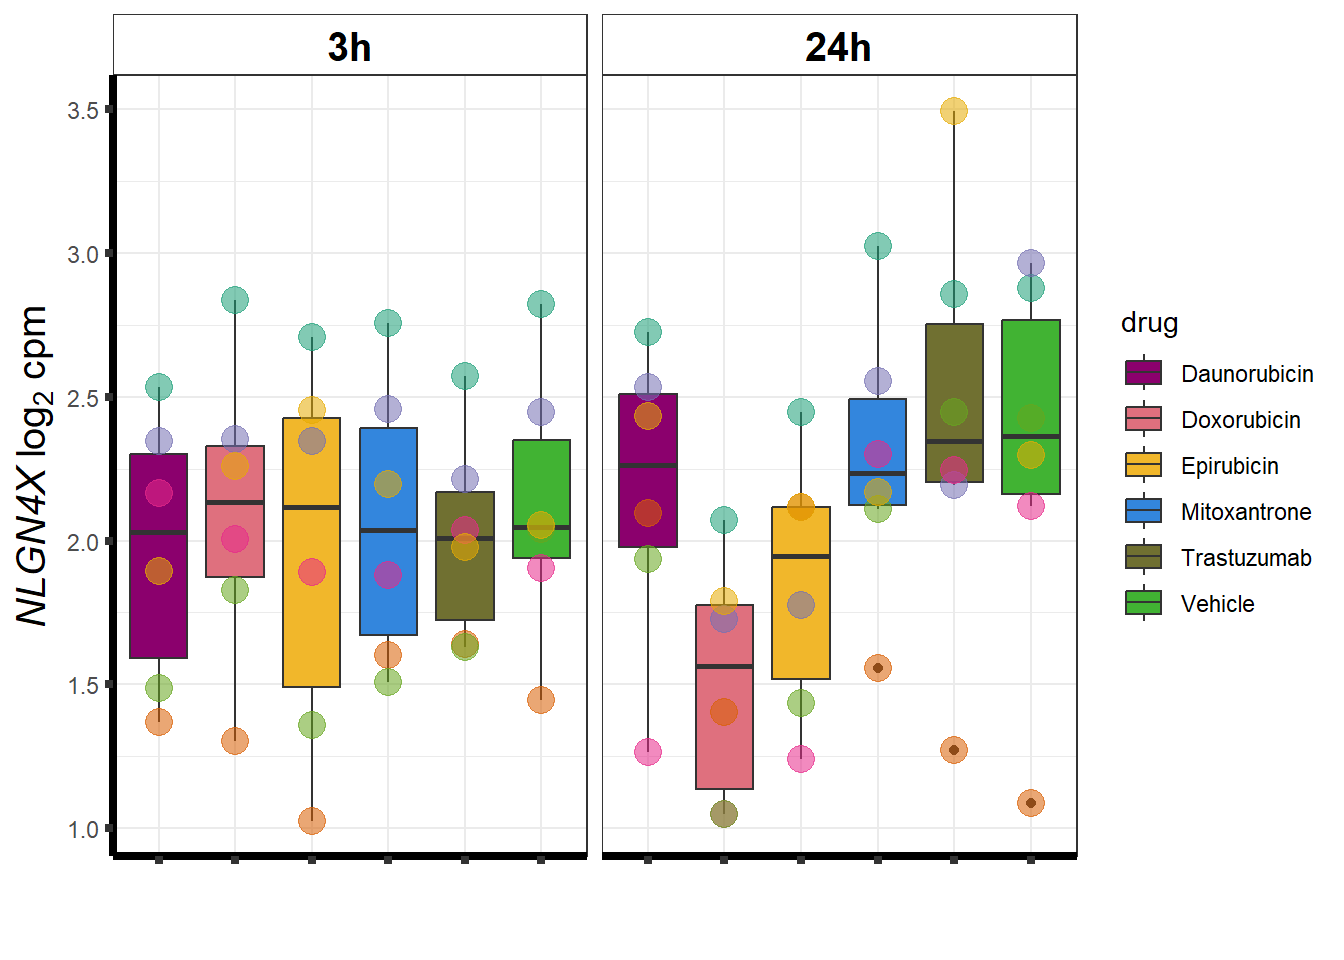 3h
24h
NLGN4X log2 cpm
3.5
3.0
2.5
2.0
1.5
1.0
drug
Daunorubicin
Doxorubicin
Epirubicin
Mitoxantrone
Trastuzumab
Vehicle